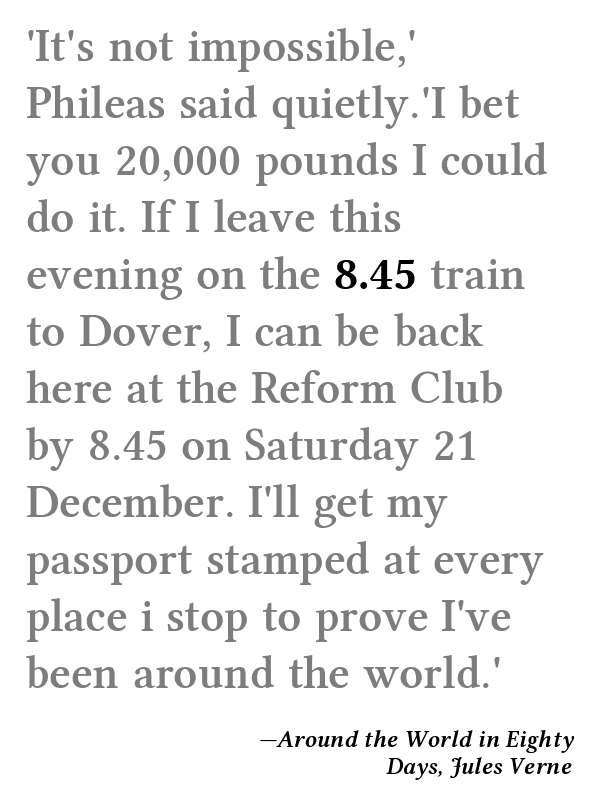 'It's not impossible,'
Phileas said quietly.'I bet
you 20,000 pounds I could
do it. If I leave this
evening on the 8.45 train
to Dover, I can be back
here at the Reform Club
by 8.45 on Saturday 21
December. I'll get my
passport stamped at every
place i stop to prove I've
been around the world.'
—Around the World in Eighty
Days, Jules Verne